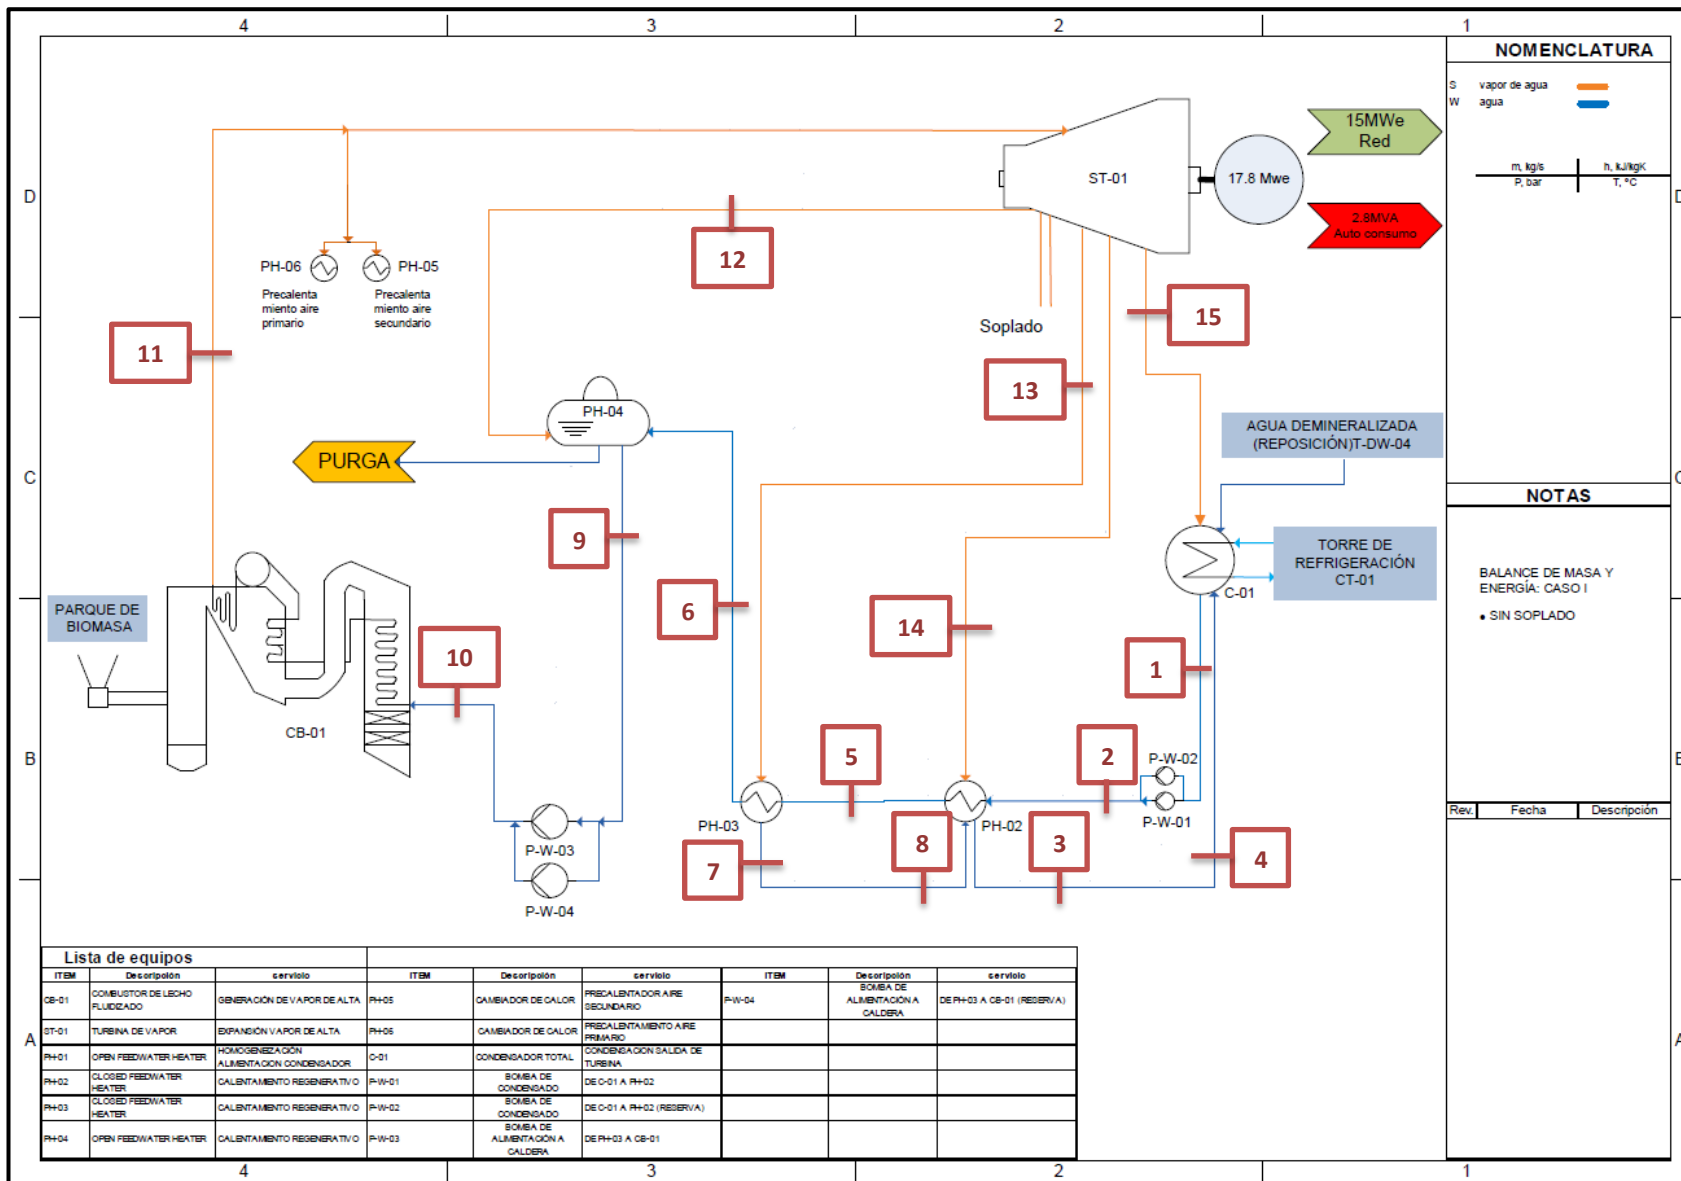 4
3
2
1
NOMENCLATURA
S vapor de agua
W agua
m, kg/s
h, kJ/kgK
P, bar
T, °C
15MWe
Red
ST-01
17.8 Mwe
2.8MVA
Auto consumo
D
D
PH-06
PH-05
Precalenta
miento aire
primario
Precalenta
miento aire
secundario
12
15
11
Soplado
13
PH-04
AGUA DEMINERALIZADA
(REPOSICIÓN)T-DW-04
PURGA
C
C
NOTAS
9
TORRE DE
REFRIGERACIÓN
CT-01
C-01
BALANCE DE MASA Y
ENERGÍA: CASO I
• SIN SOPLADO
PARQUE DE
BIOMASA
6
14
10
1
CB-01
B
5
2
P-W-02
P-W-01
PH-03
PH-02
P-W-03
7
8
3
4
P-W-04
Rev. Fecha Descripción
Lista de equipos
ITEM Descripción servicio ITEM Descripción servicio ITEM Descripción servicio
CB-01 COMBUSTOR DE LECHO FLUIDIZADO GENERACIÓN DE VAPOR DE ALTA PH-05 CAMBIADOR DE CALOR PRECALENTADOR AIRE SECUNDARIO P-W-04 BOMBA DE ALIMENTACIÓN A CALDERA DE PH-03 A CB-01 (RESERVA)
ST-01 TURBINA DE VAPOR EXPANSIÓN VAPOR DE ALTA PH-06 CAMBIADOR DE CALOR PRECALENTAMIENTO AIRE PRIMARIO
PH-01 OPEN FEEDWATER HEATER HOMOGENEIZACIÓN ALIMENTACION CONDENSADOR C-01 CONDENSADOR TOTAL CONDENSACION SALIDA DE TURBINA
PH-02 CLOSED FEEDWATER HEATER CALENTAMIENTO REGENERATIVO P-W-01 BOMBA DE CONDENSADO DE C-01 A PH-02
PH-03 CLOSED FEEDWATER HEATER CALENTAMIENTO REGENERATIVO P-W-02 BOMBA DE CONDENSADO DE C-01 A PH-02 (RESERVA)
PH-04 OPEN FEEDWATER HEATER CALENTAMIENTO REGENERATIVO P-W-03 BOMBA DE ALIMENTACIÓN A CALDERA DE PH-03 A CB-01
A
4
3
2
1